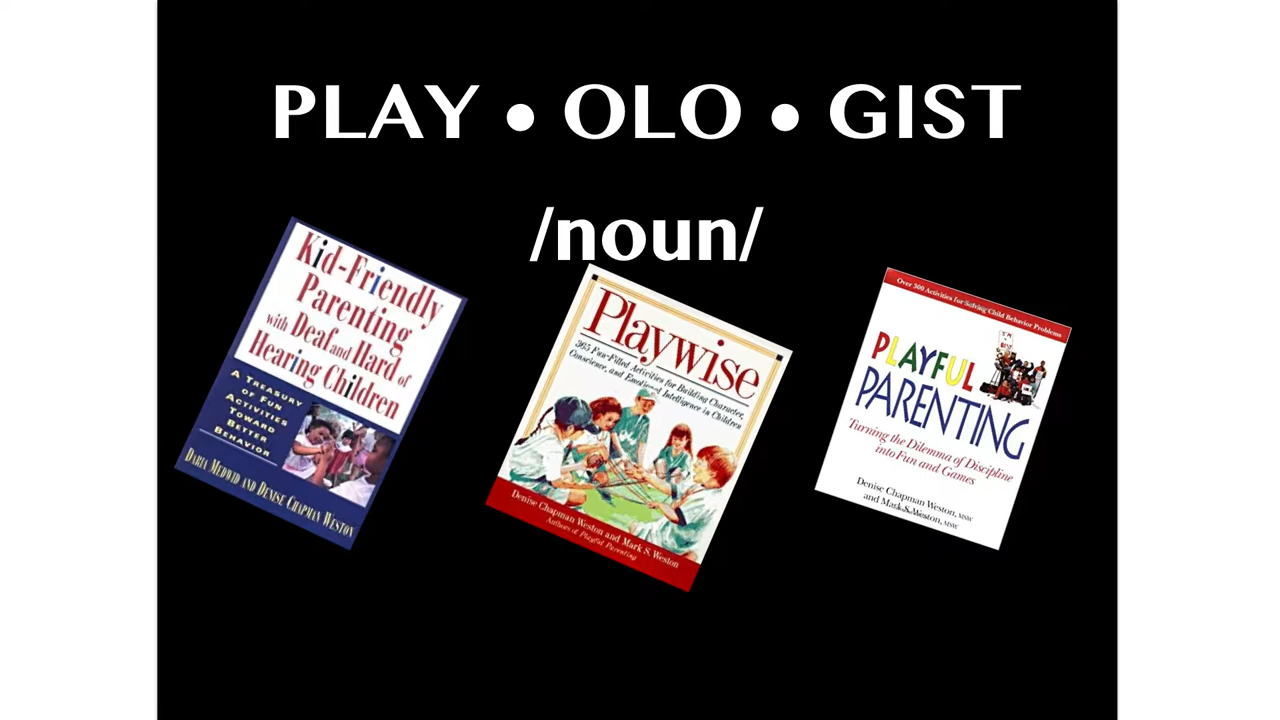 PLAY • OLO • GIST
/noun/
Kid-Friendly
Parenting
with Deaf and Hard of
Hearing Children
A TREASURY
OF FUN
ACTIVITIES
TOWARD
BETTER
BEHAVIOR
DARIA MEDWID AND DENISE CHAPMAN WESTON
Playwise
365 Fun-Filled Activities for Building Character,
Conscience, and Emotional Intelligence in Children
Denise Chapman Weston and Mark S. Weston
Authors of Playful Parenting
Over 300 Activities for Solving Child Behavior Problems
PLAYFUL
PARENTING
Turning the Dilemma of Discipline
into Fun and Games
Denise Chapman Weston, MSW
and Mark S. Weston, MSW